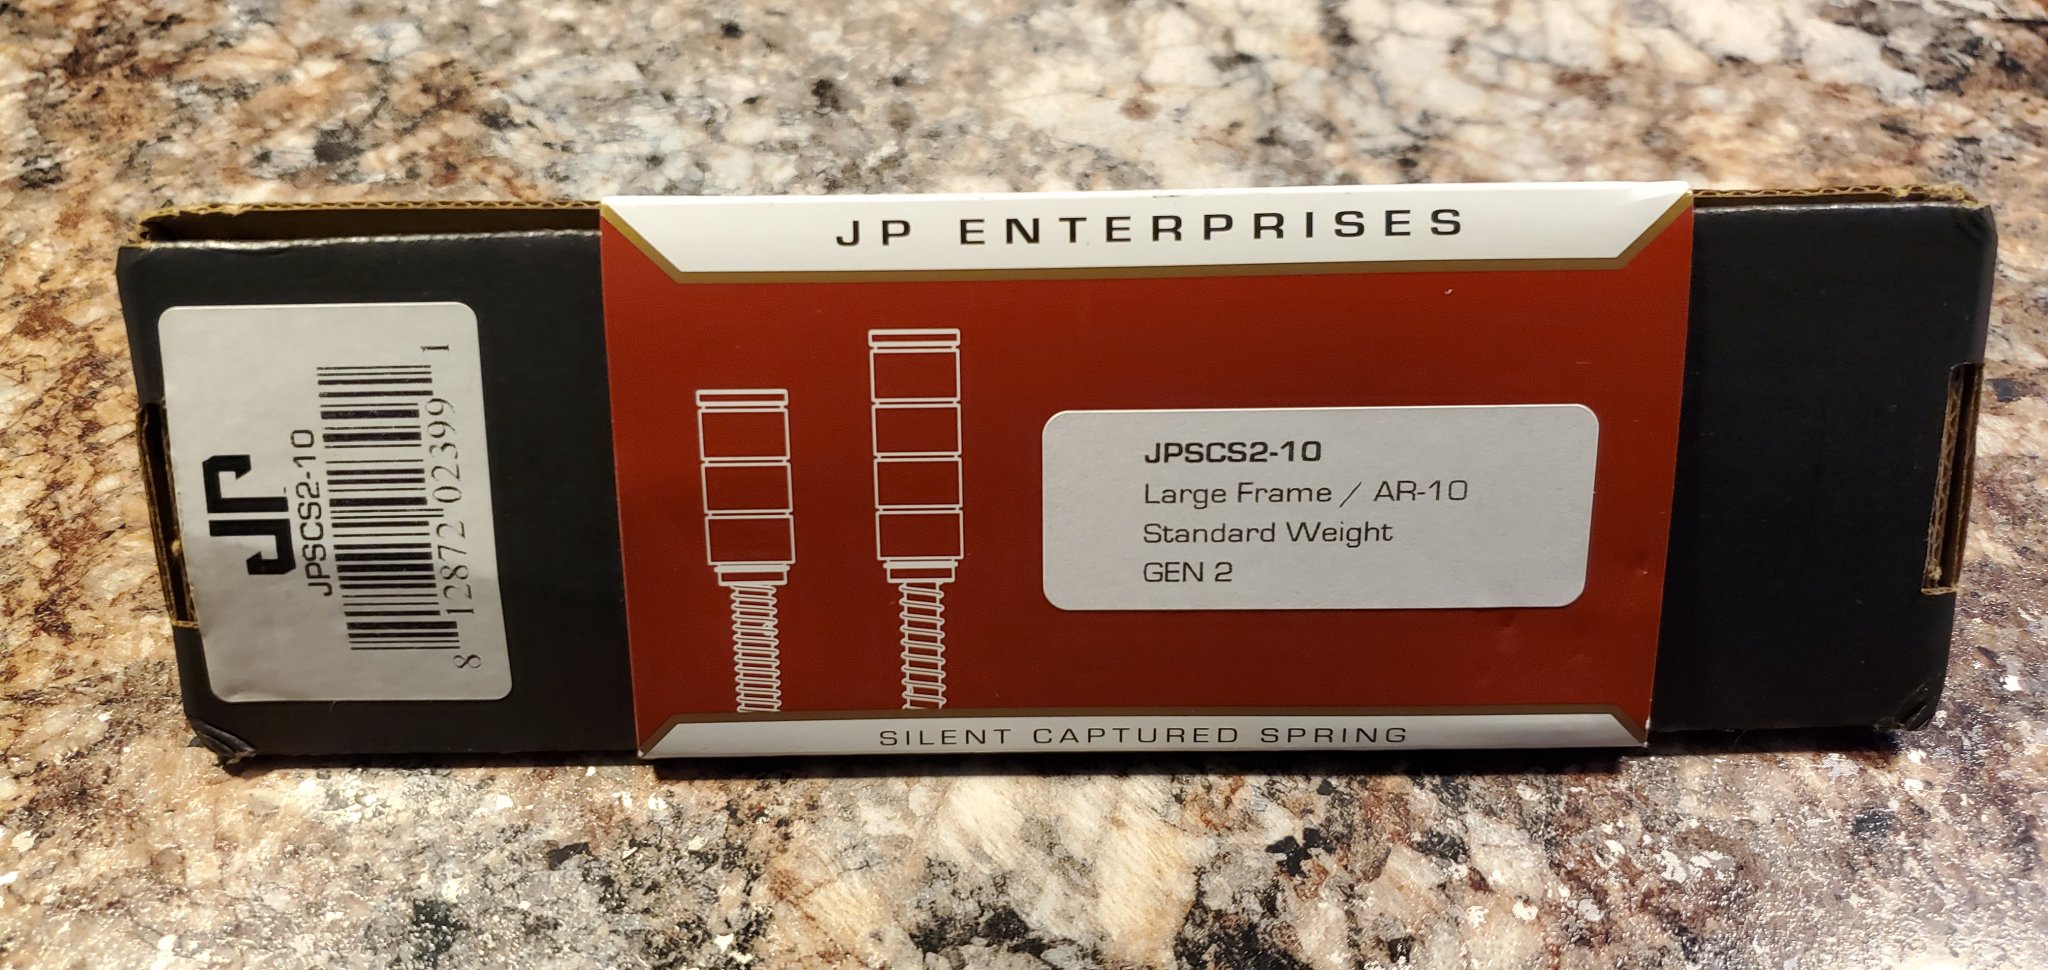 JP ENTERPRISES
JPSCS2-10
Large Frame / AR-10
Standard Weight
GEN 2
SILENT CAPTURED SPRING
JP
JPSCS2-10
8 12872 02399 1